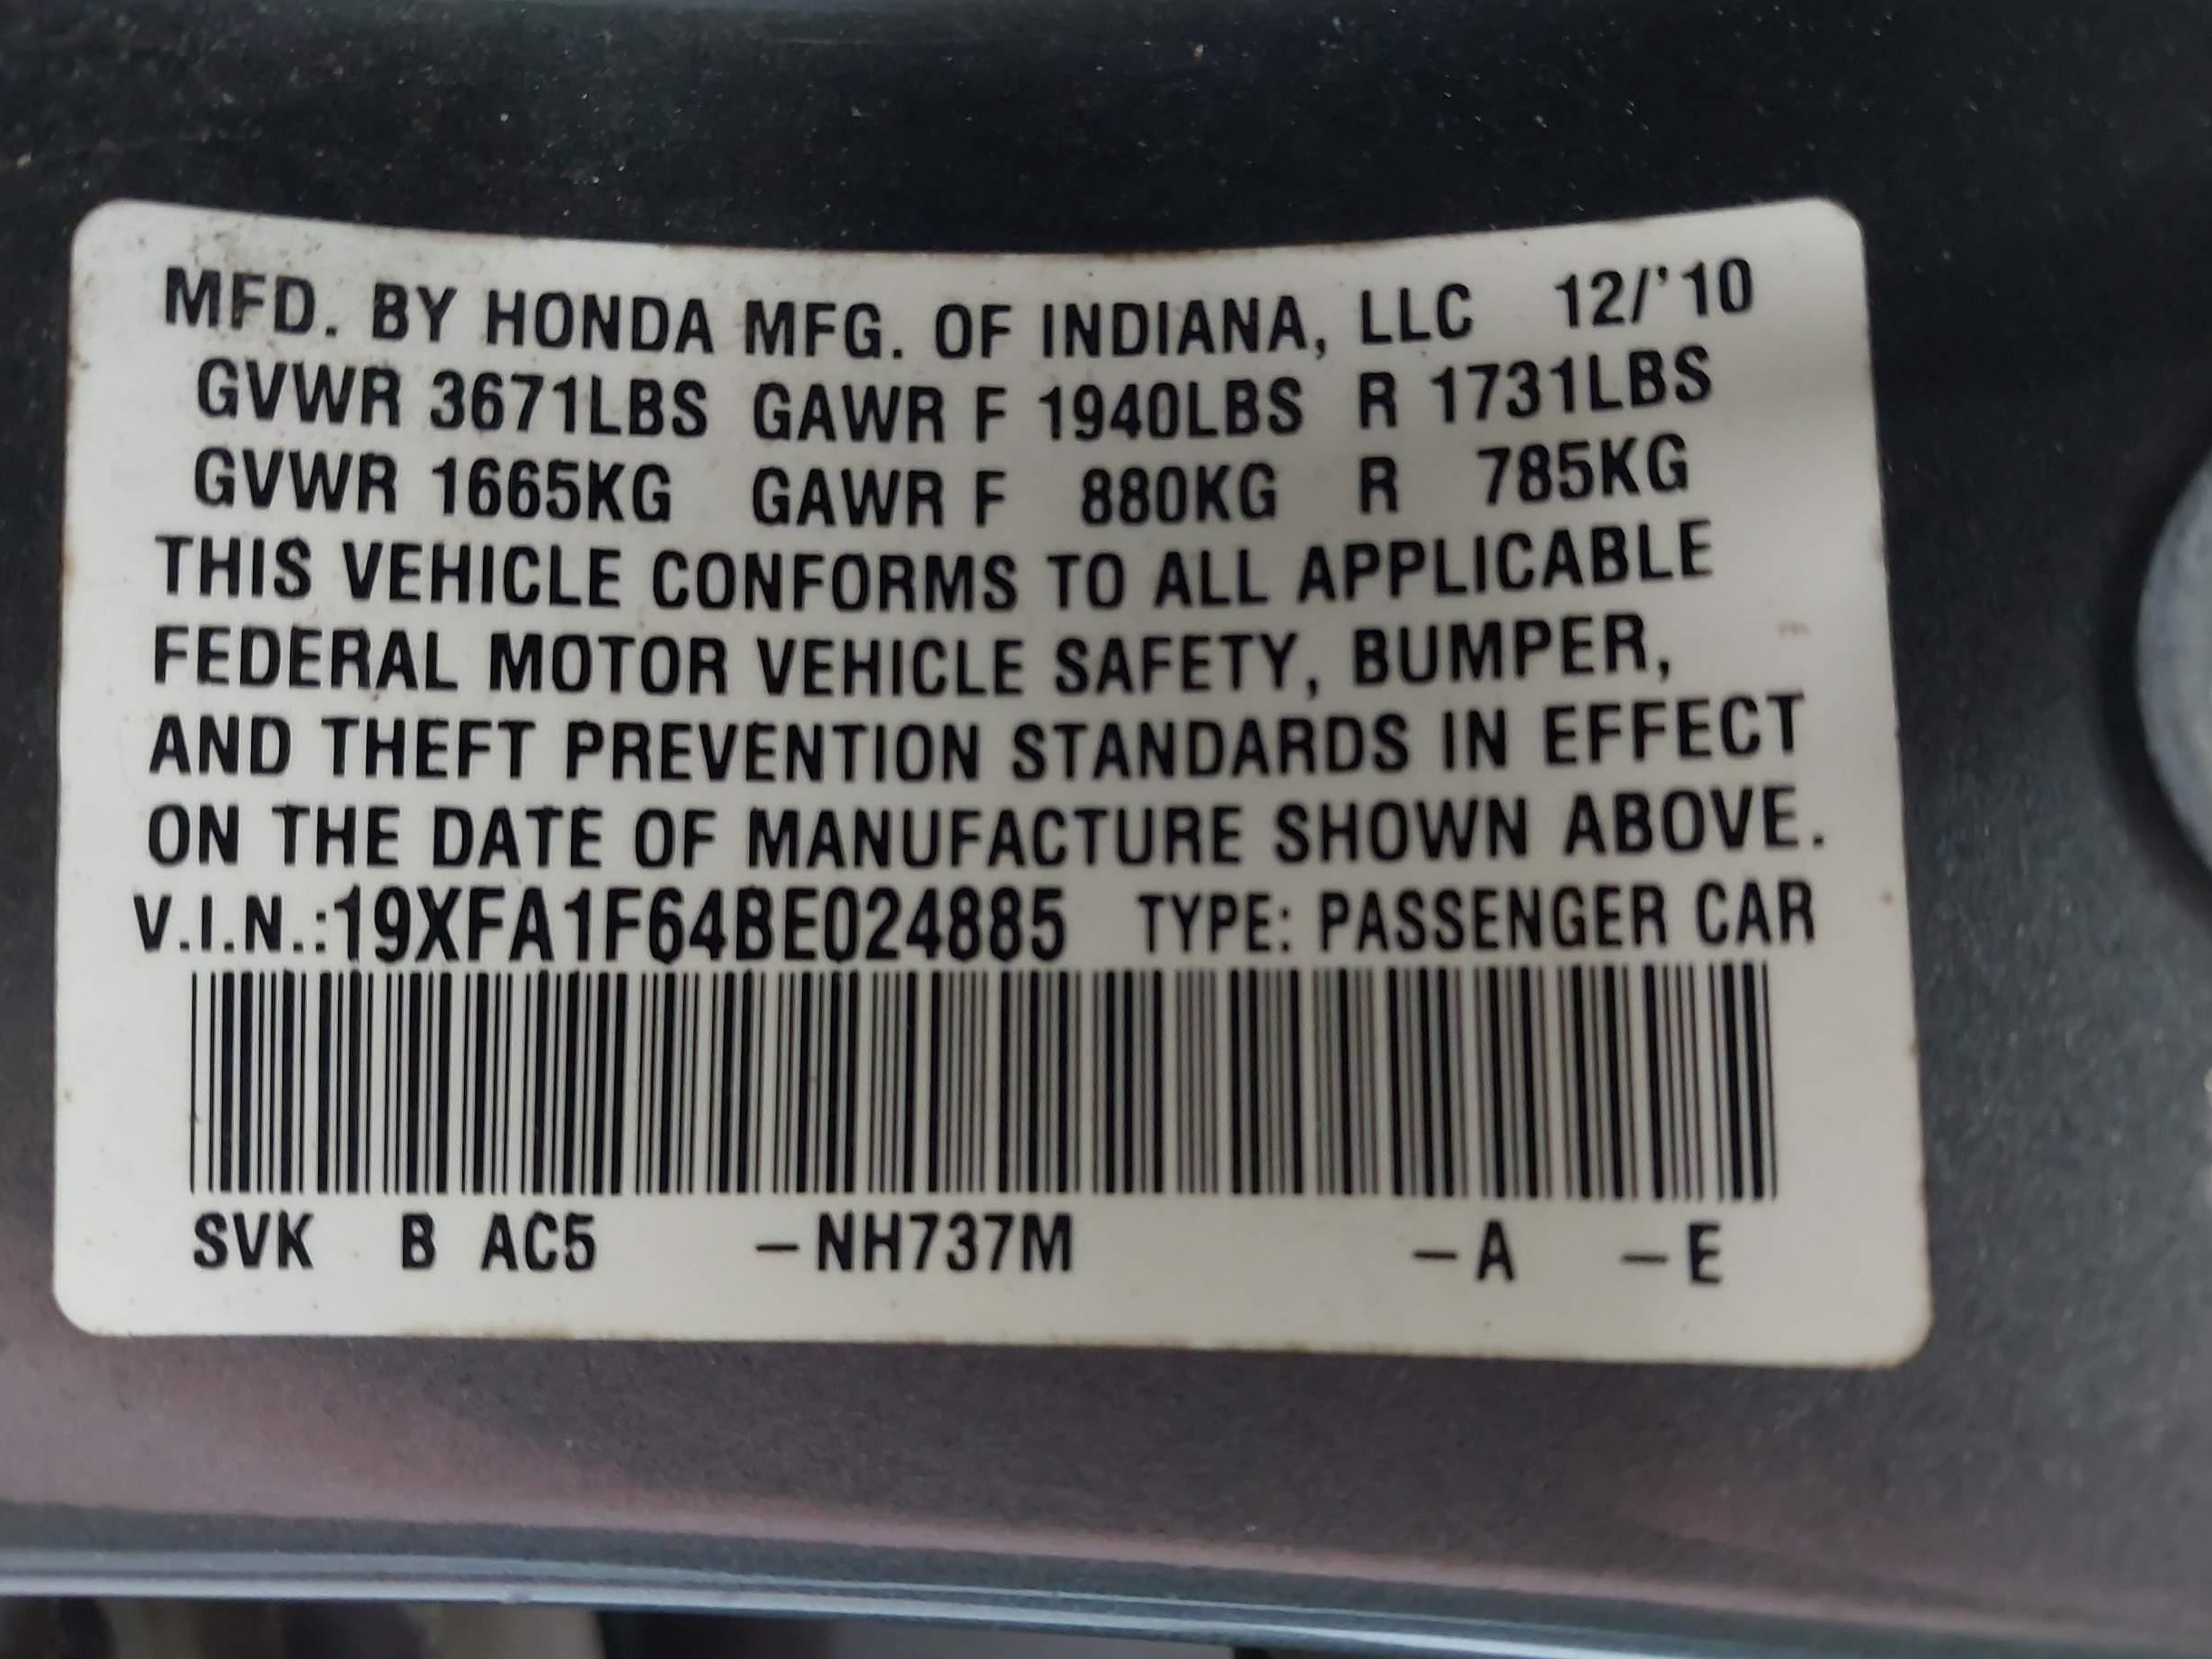 MFD. BY HONDA MFG. OF INDIANA, LLC 12/'10
GVWR 3671LBS GAWR F 1940LBS R 1731LBS
GVWR 1665KG GAWR F 880KG R 785KG
THIS VEHICLE CONFORMS TO ALL APPLICABLE
FEDERAL MOTOR VEHICLE SAFETY, BUMPER,
AND THEFT PREVENTION STANDARDS IN EFFECT
ON THE DATE OF MANUFACTURE SHOWN ABOVE.
V.I.N.:19XFA1F64BE024885 TYPE: PASSENGER CAR
SVK B AC5 –NH737M –A –E